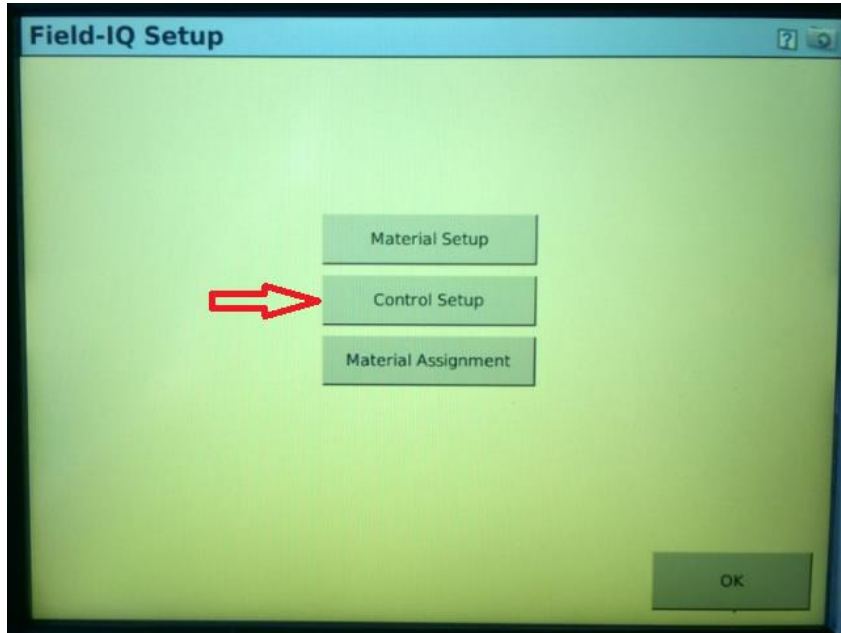 Field-IQ Setup
?
Material Setup
Control Setup
Material Assignment
OK